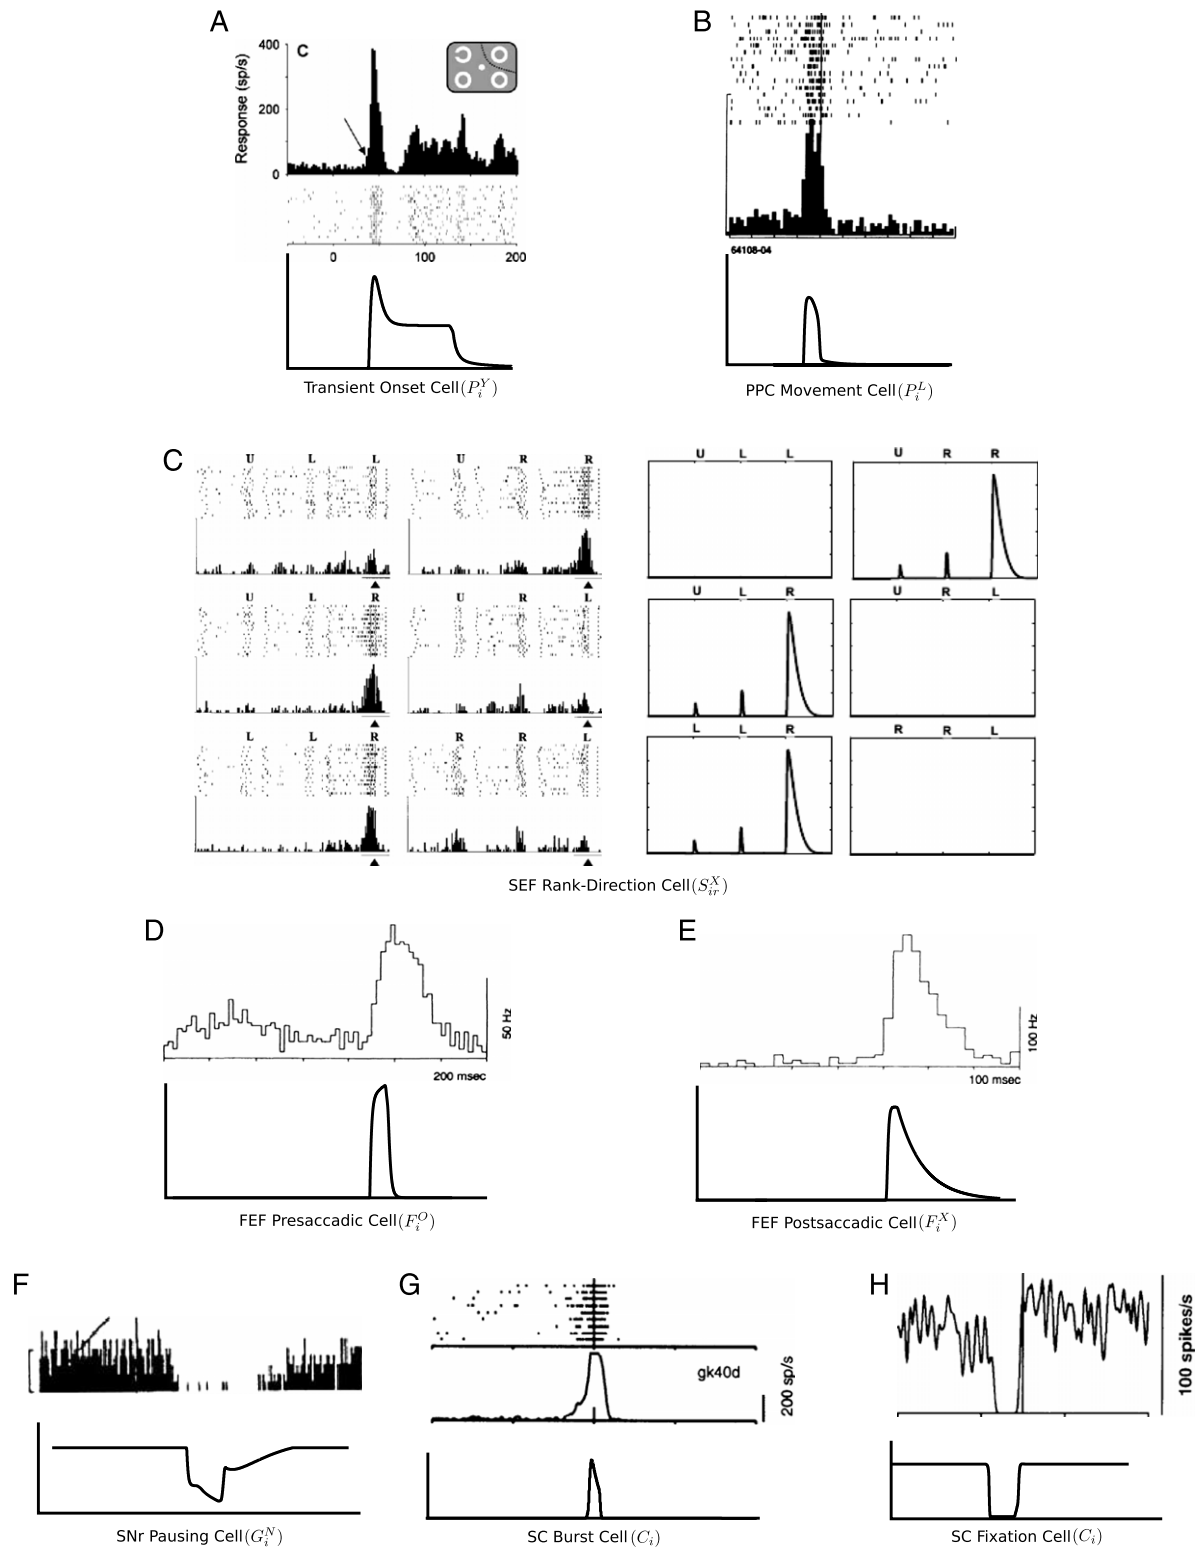 A
B
C
Response (sp/s)
400
200
0
0 100 200
64108-04
Transient Onset Cell(P_i^Y)
PPC Movement Cell(P_i^L)
C
U L L U R R U L L U R R
U L R U R L U L R U R L
L L R R R L L L R R R L
SEF Rank-Direction Cell(S_{ir}^X)
D
E
50 Hz
100 Hz
200 msec
100 msec
FEF Presaccadic Cell(F_i^O)
FEF Postsaccadic Cell(F_i^X)
F
G
H
gk40d
200 sp/s
100 spikes/s
SNr Pausing Cell(G_i^N)
SC Burst Cell(C_i)
SC Fixation Cell(C_i)